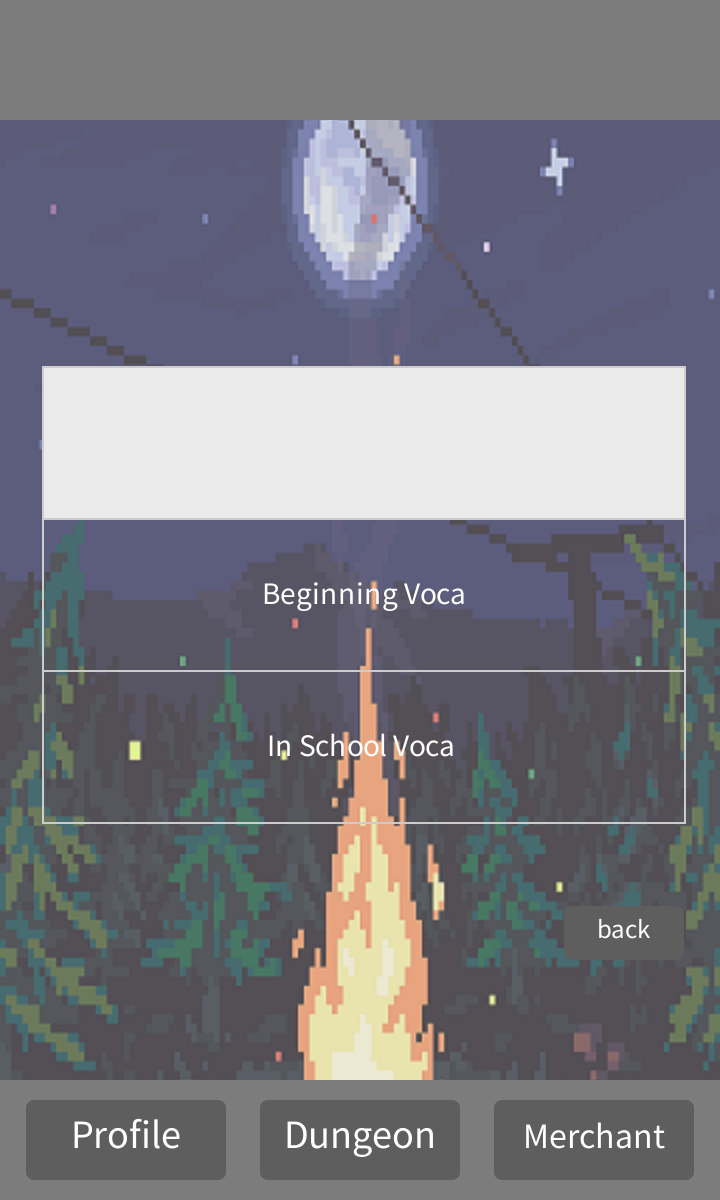 Beginning Voca
In School Voca
back
Profile
Dungeon
Merchant